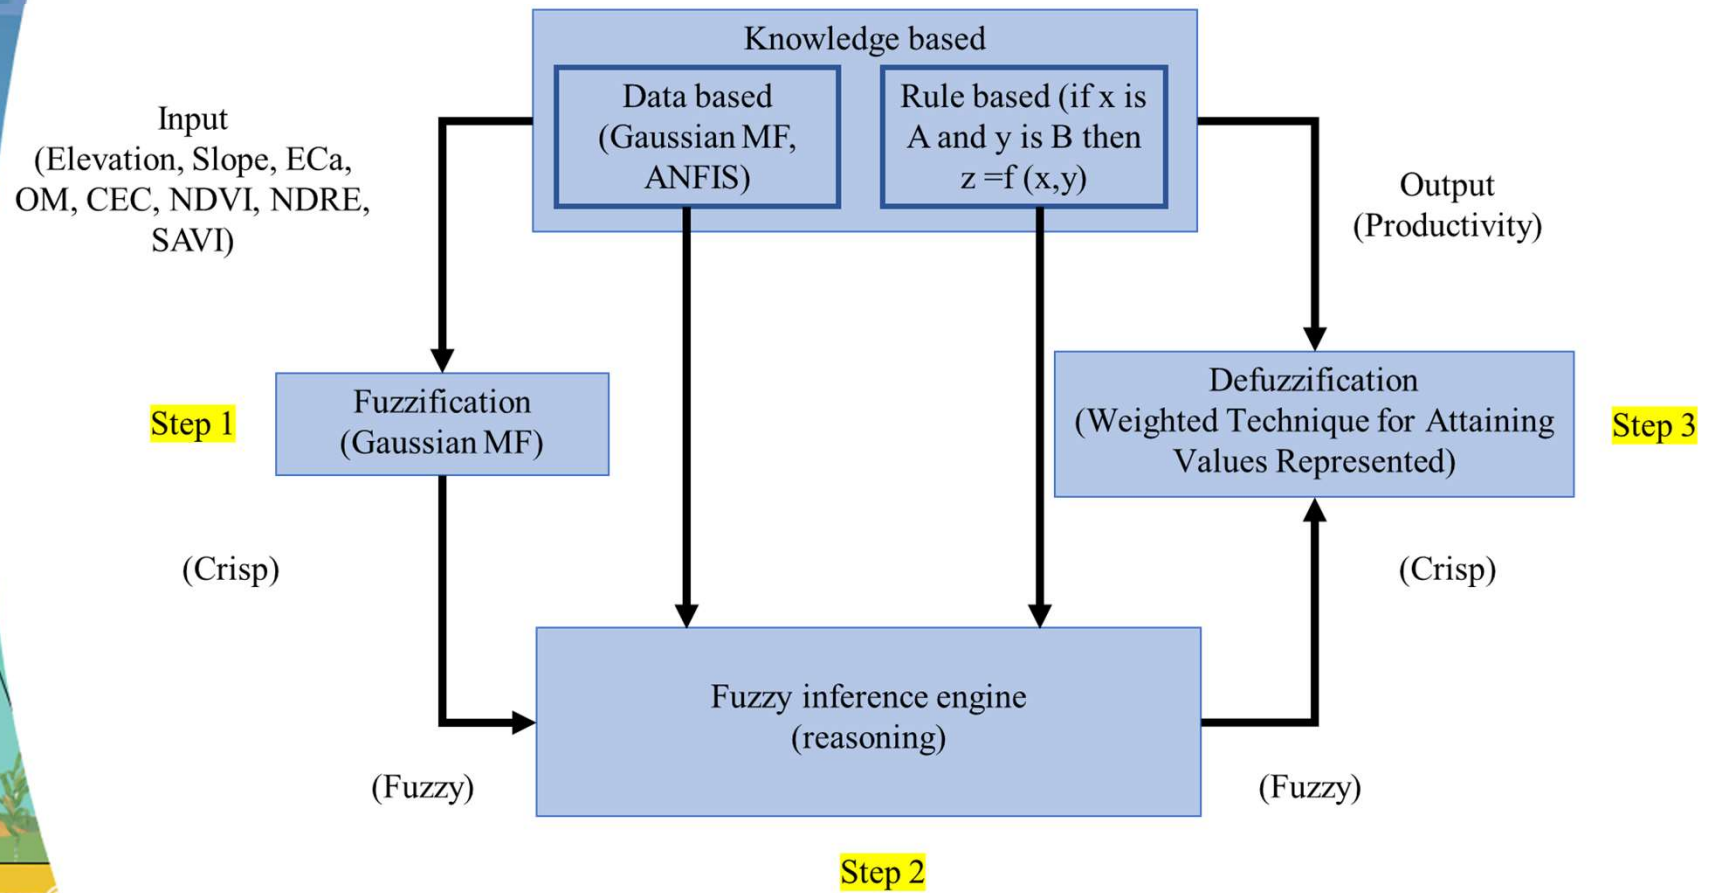 Knowledge based
Data based
(Gaussian MF,
ANFIS)
Rule based (if x is
A and y is B then
z =f (x,y)
Input
(Elevation, Slope, ECa,
OM, CEC, NDVI, NDRE,
SAVI)
Output
(Productivity)
Step 1
Fuzzification
(Gaussian MF)
Defuzzification
(Weighted Technique for Attaining
Values Represented)
Step 3
(Crisp)
(Crisp)
Fuzzy inference engine
(reasoning)
(Fuzzy)
(Fuzzy)
Step 2